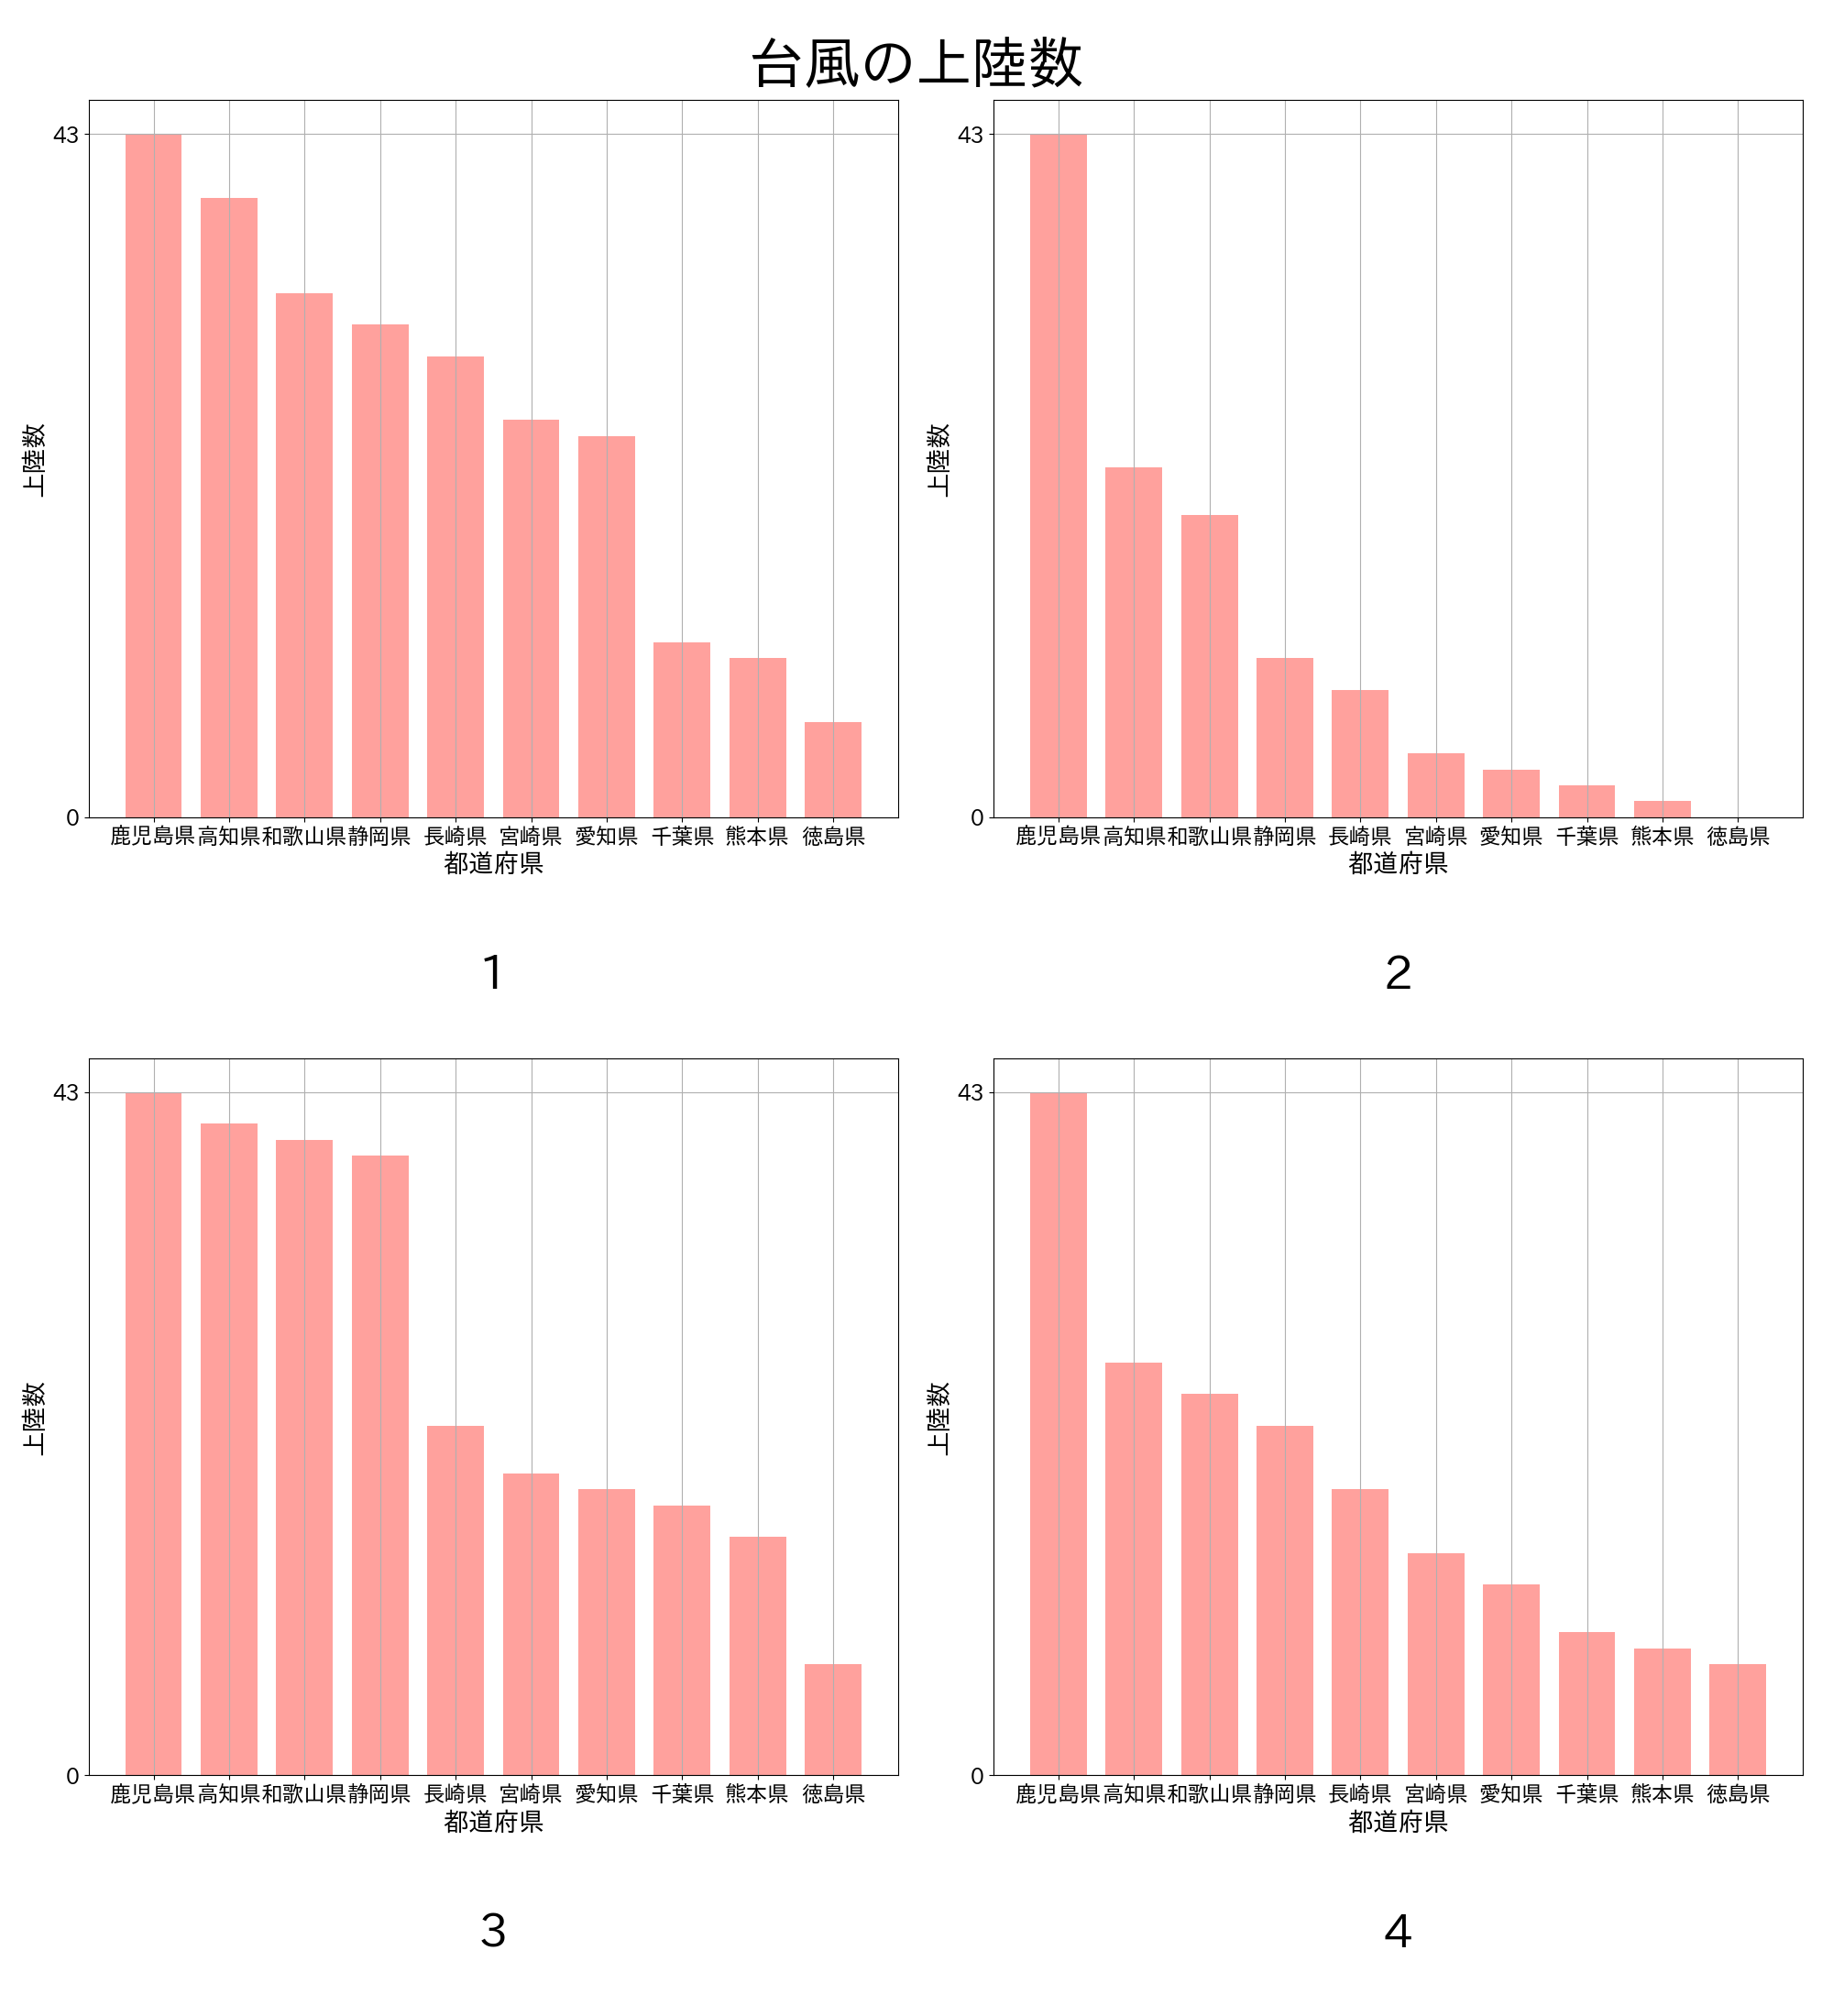 台風の上陸数
43
0
上陸数
鹿児島県 高知県 和歌山県 静岡県 長崎県 宮崎県 愛知県 千葉県 熊本県 徳島県
都道府県
1
43
0
上陸数
鹿児島県 高知県 和歌山県 静岡県 長崎県 宮崎県 愛知県 千葉県 熊本県 徳島県
都道府県
2
43
0
上陸数
鹿児島県 高知県 和歌山県 静岡県 長崎県 宮崎県 愛知県 千葉県 熊本県 徳島県
都道府県
3
43
0
上陸数
鹿児島県 高知県 和歌山県 静岡県 長崎県 宮崎県 愛知県 千葉県 熊本県 徳島県
都道府県
4